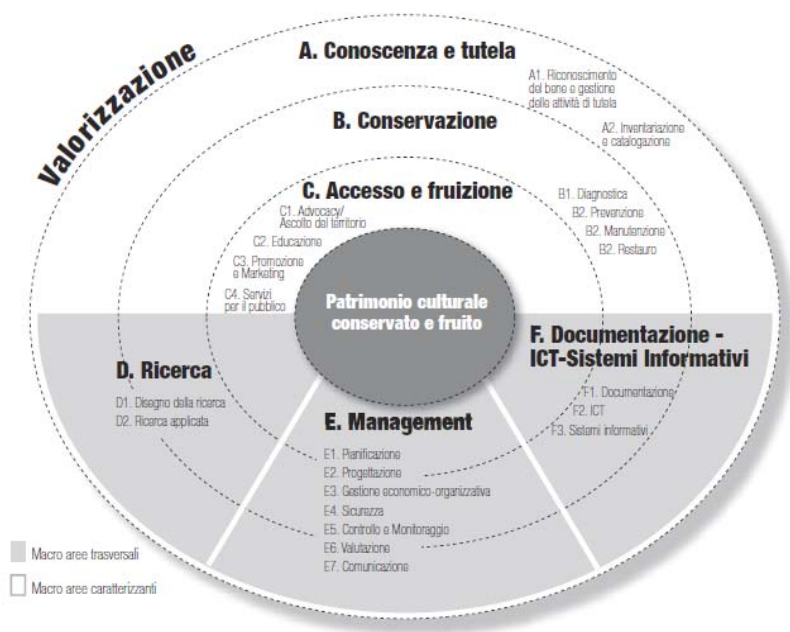 Valorizzazione
A. Conoscenza e tutela
A1. Riconoscimento
del bene e gestione
delle attività di tutela
A2. Inventariazione
e catalogazione
B. Conservazione
B1. Diagnostica
B2. Prevenzione
B2. Manutenzione
B2. Restauro
C. Accesso e fruizione
C1. Advocacy/
Ascolto del territorio
C2. Educazione
C3. Promozione
e Marketing
C4. Servizi
per il pubblico
Patrimonio culturale
conservato e fruito
D. Ricerca
D1. Disegno della ricerca
D2. Ricerca applicata
E. Management
E1. Pianificazione
E2. Progettazione
E3. Gestione economico-organizzativa
E4. Sicurezza
E5. Controllo e Monitoraggio
E6. Valutazione
E7. Comunicazione
F. Documentazione -
ICT-Sistemi Informativi
F1. Documentazione
F2. ICT
F3. Sistemi informativi
Macro aree trasversali
Macro aree caratterizzanti